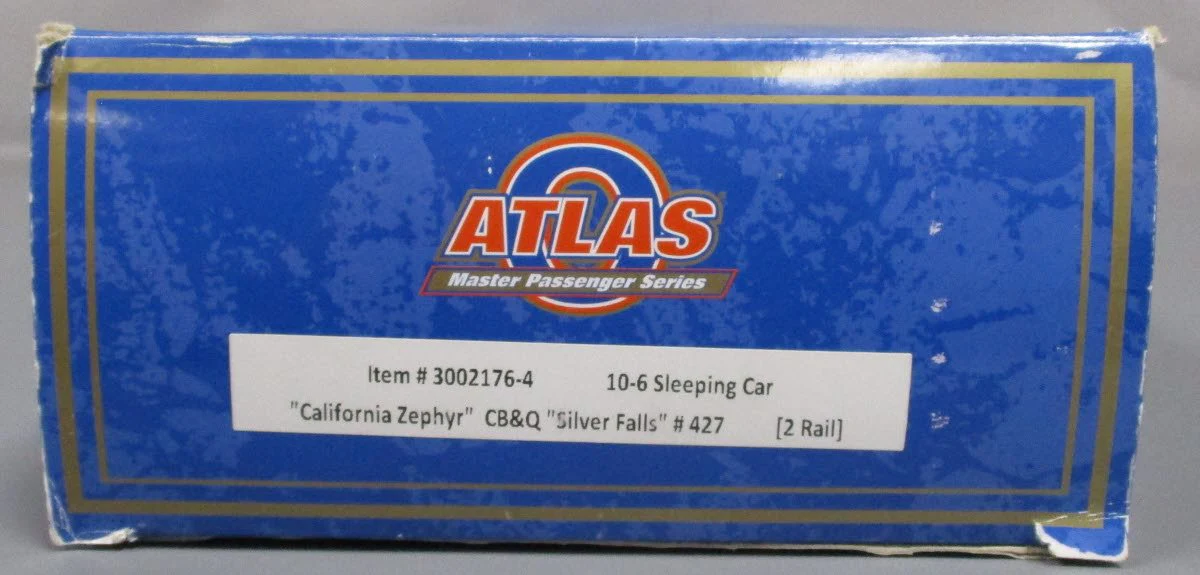 ATLAS
Master Passenger Series
Item # 3002176-4 10-6 Sleeping Car
"California Zephyr" CB&Q "Silver Falls" # 427 [2 Rail]